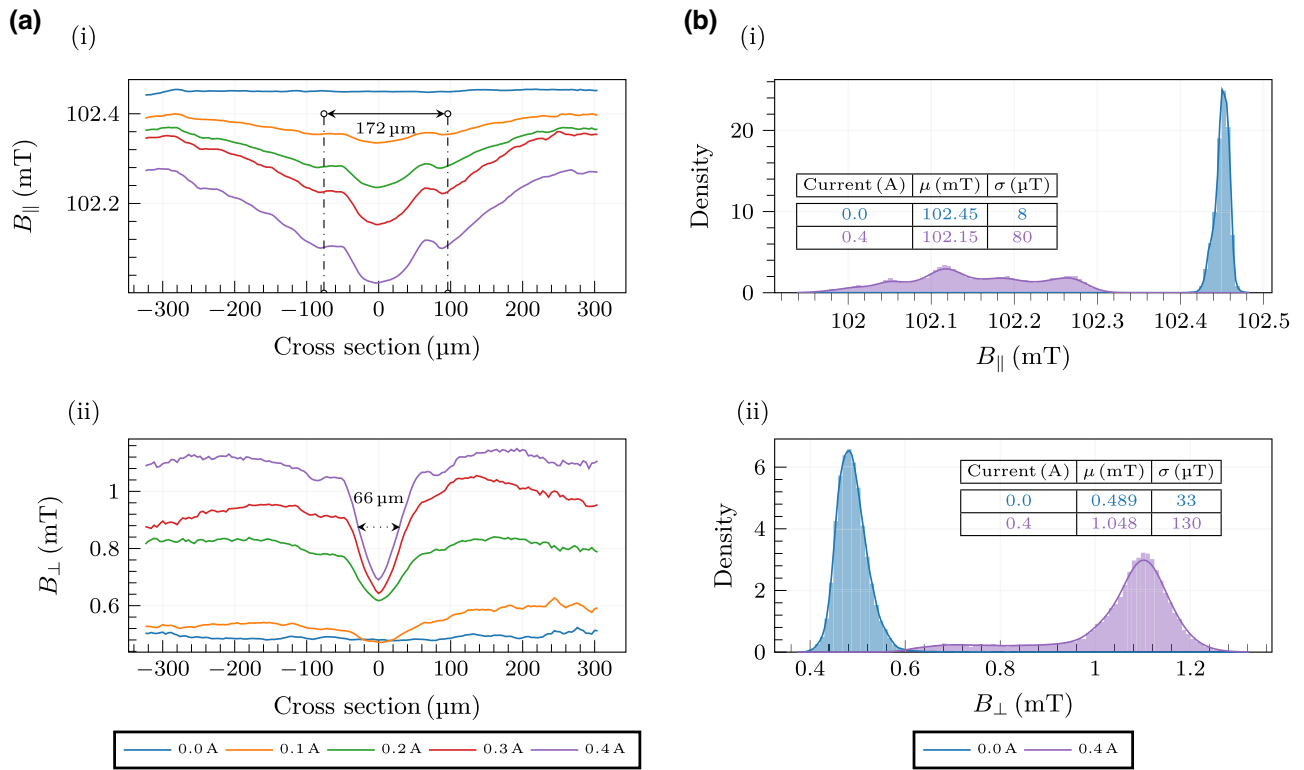 (a)
(i)
B∥ (mT)
102.4
102.2
172 µm
−300 −200 −100 0 100 200 300
Cross section (µm)
(ii)
B⊥ (mT)
1
0.8
0.6
66 µm
−300 −200 −100 0 100 200 300
Cross section (µm)
0.0 A 0.1 A 0.2 A 0.3 A 0.4 A
(b)
(i)
Density
20
10
0
Current (A) µ (mT) σ (µT)
0.0 102.45 8
0.4 102.15 80
102 102.1 102.2 102.3 102.4 102.5
B∥ (mT)
(ii)
Density
6
4
2
0
Current (A) µ (mT) σ (µT)
0.0 0.489 33
0.4 1.048 130
0.4 0.6 0.8 1 1.2
B⊥ (mT)
0.0 A 0.4 A